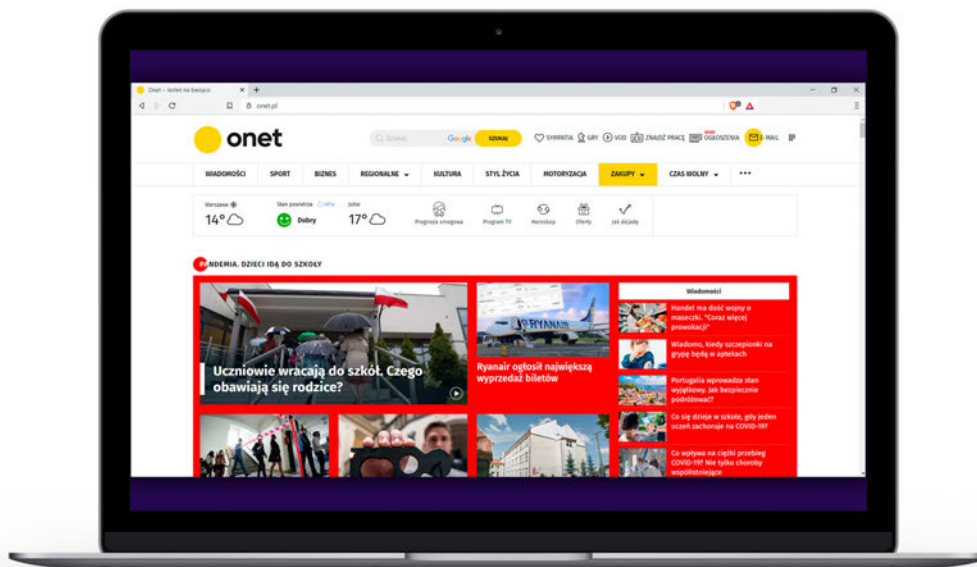 Onet – Jesteś na bieżąco.
onet.pl
onet
Szukaj
Google
SZUKAJ
SYMPATIA
GRY
VOD
ZNAJDŹ PRACĘ
NOWE
OGŁOSZENIA
E-MAIL
WIADOMOŚCI
SPORT
BIZNES
REGIONALNE
KULTURA
STYL ŻYCIA
MOTORYZACJA
ZAKUPY
CZAS WOLNY
Warszawa
14°
Stan powietrza
Dobry
Jutro
17°
Prognoza smogowa
Program TV
Horoskop
Oferty
Jak dojadę
PANDEMIA. DZIECI IDĄ DO SZKOŁY
Uczniowie wracają do szkół. Czego
obawiają się rodzice?
RYANAIR
Ryanair ogłosił największą
wyprzedaż biletów
Wiadomości
Handel ma dość wojny o
maseczki. "Coraz więcej
prowokacji"
Wiadomo, kiedy szczepionki na
grypę będą w aptekach
Portugalia wprowadza stan
wyjątkowy. Jak bezpiecznie
podróżować?
Co się dzieje w szkole, gdy jeden
uczeń zachoruje na COVID-19?
Co wpływa na ciężki przebieg
COVID-19? Nie tylko choroby
współistniejące